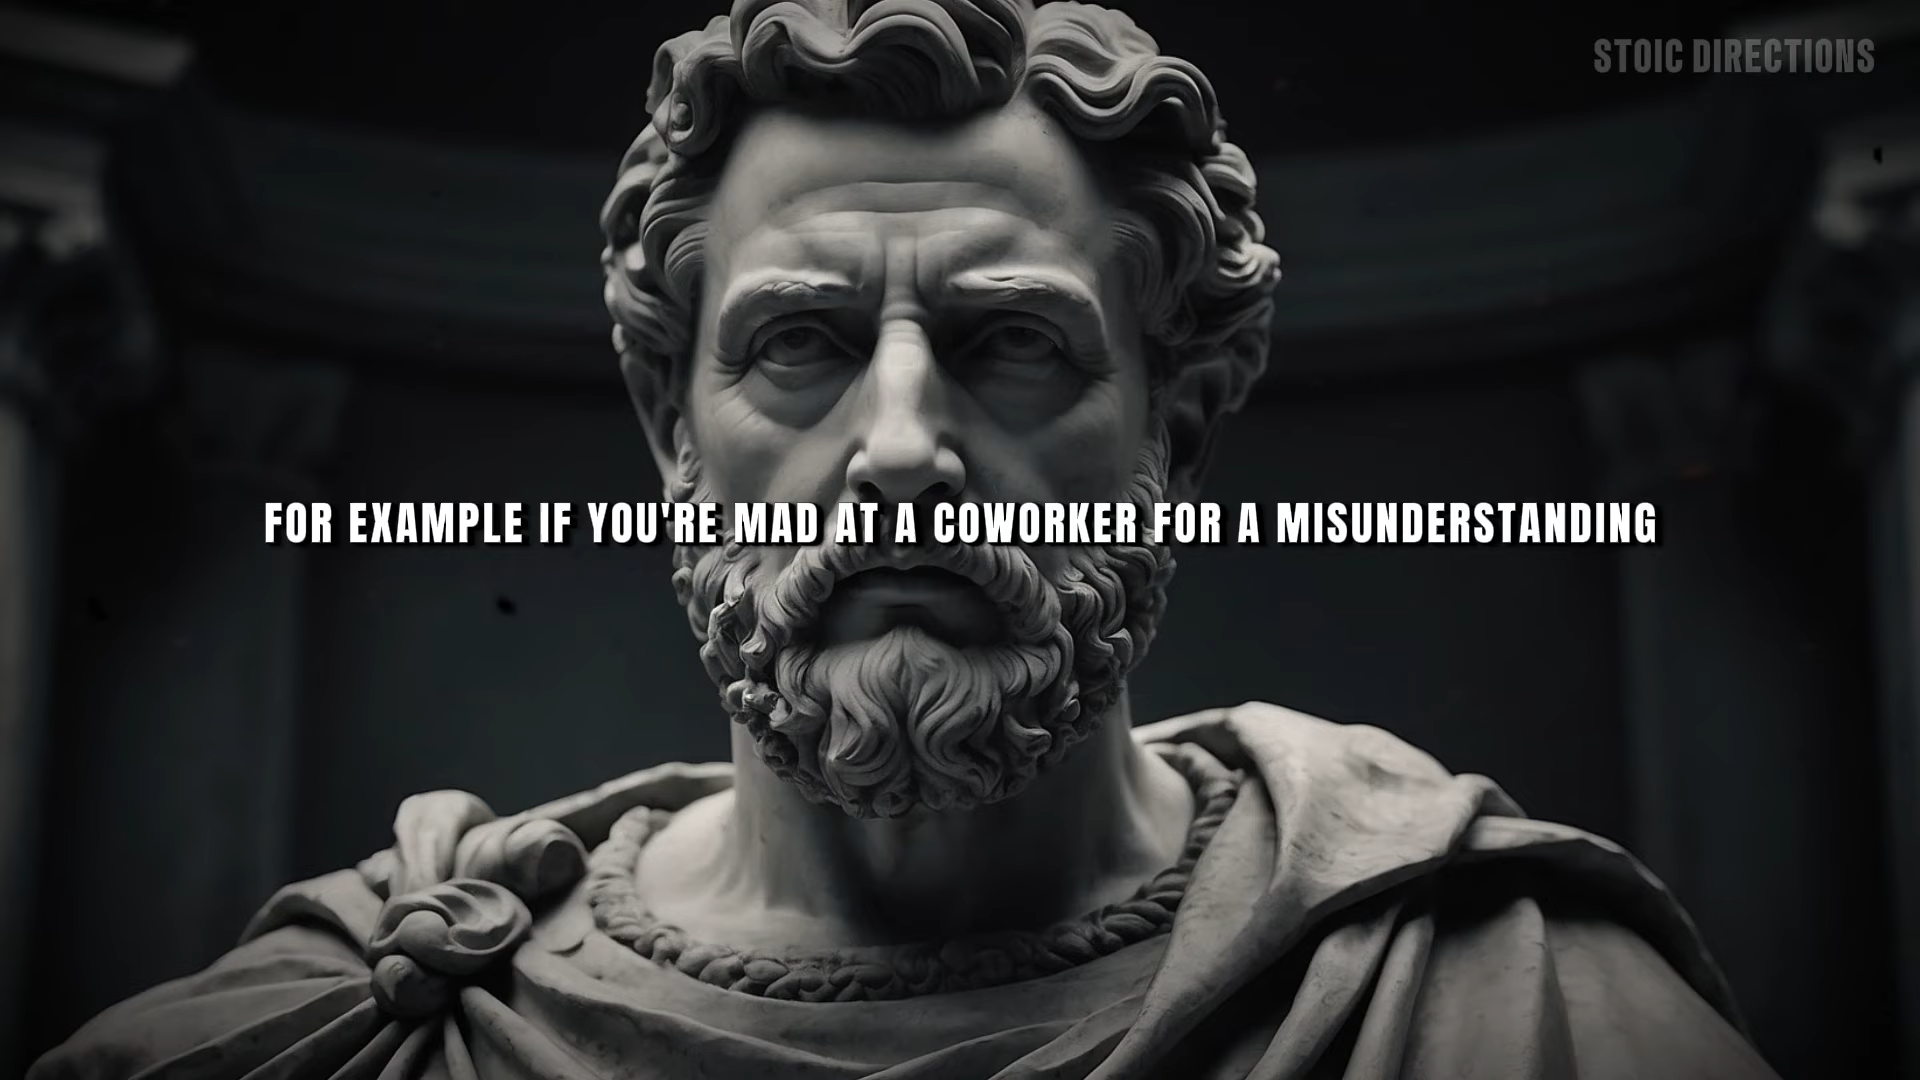 STOIC DIRECTIONS
FOR EXAMPLE IF YOU'RE MAD AT A COWORKER FOR A MISUNDERSTANDING